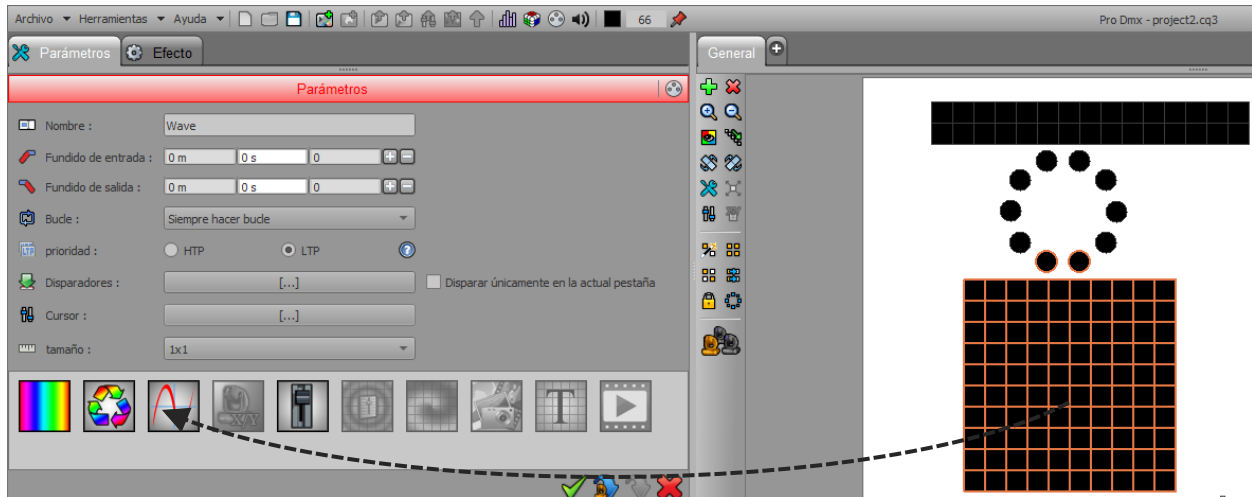 Archivo Herramientas Ayuda 66 Pro Dmx - project2.cq3
Parámetros Efecto General
Parámetros
Nombre : Wave
Fundido de entrada : 0 m 0 s 0
Fundido de salida : 0 m 0 s 0
Bucle : Siempre hacer bucle
LTP prioridad : HTP LTP
Disparadores : [...] Disparar únicamente en la actual pestaña
Cursor : [...]
tamaño : 1x1
X/Y T